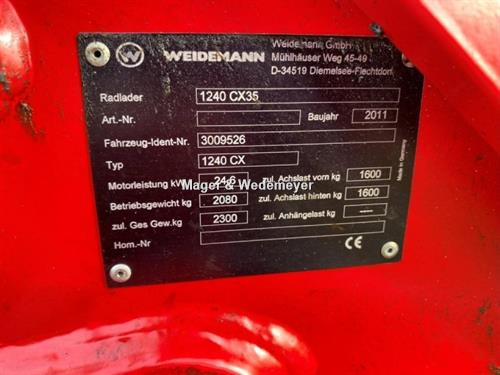 WEIDEMANN
Weidemann GmbH
Mühlhäuser Weg 45-49
D-34519 Diemelsee-Flechtdorf
Radlader 1240 CX35
Art.-Nr. Baujahr 2011
Fahrzeug-Ident-Nr. 3009526
Typ 1240 CX
Motorleistung kW 24,6 zul. Achslast vorn kg 1600
Betriebsgewicht kg 2080 zul. Achslast hinten kg 1600
zul. Ges Gew.kg 2300 zul. Anhängelast kg —
Hom.-Nr CE
Made in Germany
Mager & Wedemeyer